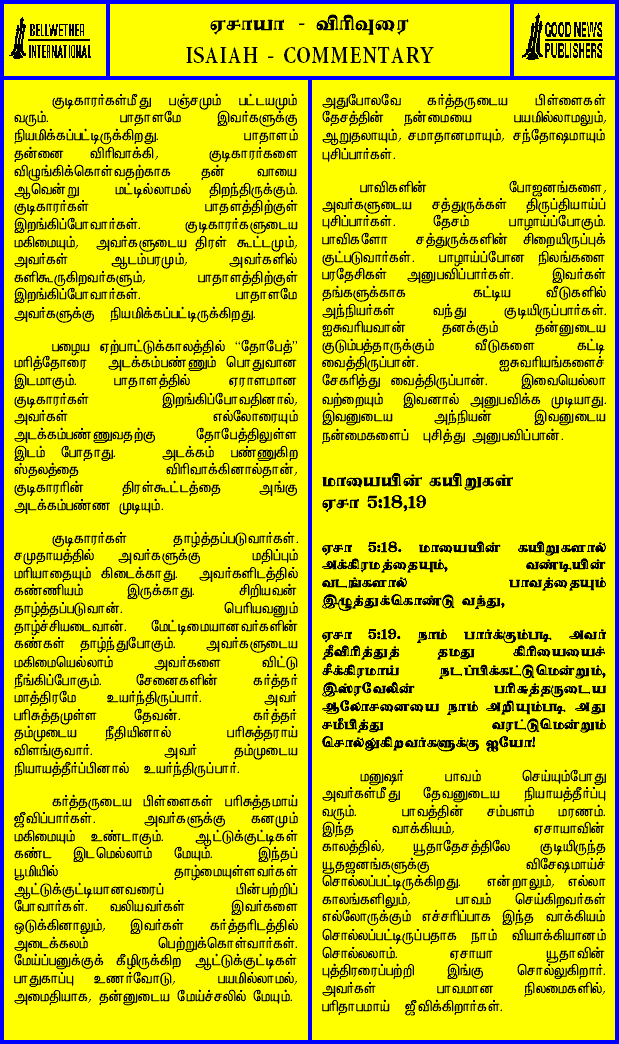 BELLWETHER
INTERNATIONAL
ஏசாயா - விரிவுரை
ISAIAH - COMMENTARY
GOOD NEWS
PUBLISHERS
குடிகாரர்கள்மீது பஞ்சமும் பட்டயமும்
வரும். பாதாளமே இவர்களுக்கு
நியமிக்கப்பட்டிருக்கிறது. பாதாளம்
தன்னை விரிவாக்கி, குடிகாரர்களை
விழுங்கிக்கொள்வதற்காக தன் வாயை
ஆவென்று மட்டில்லாமல் திறந்திருக்கும்.
குடிகாரர்கள் பாதளத்திற்குள்
இறங்கிப்போவார்கள். குடிகாரர்களுடைய
மகிமையும், அவர்களுடைய திரள் கூட்டமும்,
அவர்கள் ஆடம்பரமும், அவர்களில்
களிகூருகிறவர்களும், பாதாளத்திற்குள்
இறங்கிப்போவார்கள். பாதாளமே
அவர்களுக்கு நியமிக்கப்பட்டிருக்கிறது.
பழைய ஏற்பாட்டுக்காலத்தில் “தோபேத்”
மரித்தோரை அடக்கம்பண்ணும் பொதுவான
இடமாகும். பாதாளத்தில் ஏராளமான
குடிகாரர்கள் இறங்கிப்போவதினால்,
அவர்கள் எல்லோரையும்
அடக்கம்பண்ணுவதற்கு தோபேத்திலுள்ள
இடம் போதாது. அடக்கம் பண்ணுகிற
ஸ்தலத்தை விரிவாக்கினால்தான்,
குடிகாரரின் திரள்கூட்டத்தை அங்கு
அடக்கம்பண்ண முடியும்.
குடிகாரர்கள் தாழ்த்தப்படுவார்கள்.
சமுதாயத்தில் அவர்களுக்கு மதிப்பும்
மரியாதையும் கிடைக்காது. அவர்களிடத்தில்
கண்ணியம் இருக்காது. சிறியவன்
தாழ்த்தப்படுவான். பெரியவனும்
தாழ்ச்சியடைவான். மேட்டிமையானவர்களின்
கண்கள் தாழ்ந்துபோகும். அவர்களுடைய
மகிமையெல்லாம் அவர்களை விட்டு
நீங்கிப்போகும். சேனைகளின் கர்த்தர்
மாத்திரமே உயர்ந்திருப்பார். அவர்
பரிசுத்தமுள்ள தேவன். கர்த்தர்
தம்முடைய நீதியினால் பரிசுத்தராய்
விளங்குவார். அவர் தம்முடைய
நியாயத்தீர்ப்பினால் உயர்ந்திருப்பார்.
கர்த்தருடைய பிள்ளைகள் பரிசுத்தமாய்
ஜீவிப்பார்கள். அவர்களுக்கு கனமும்
மகிமையும் உண்டாகும். ஆட்டுக்குட்டிகள்
கண்ட இடமெல்லாம் மேயும். இந்தப்
பூமியில் தாழ்மையுள்ளவர்கள்
ஆட்டுக்குட்டியானவரைப் பின்பற்றிப்
போவார்கள். வலியவர்கள் இவர்களை
ஒடுக்கினாலும், இவர்கள் கர்த்தரிடத்தில்
அடைக்கலம் பெற்றுக்கொள்வார்கள்.
மேய்ப்பனுக்குக் கீழிருக்கிற ஆட்டுக்குட்டிகள்
பாதுகாப்பு உணர்வோடு, பயமில்லாமல்,
அமைதியாக, தன்னுடைய மேய்ச்சலில் மேயும்.
அதுபோலவே கர்த்தருடைய பிள்ளைகள்
தேசத்தின் நன்மையை பயமில்லாமலும்,
ஆறுதலாயும், சமாதானமாயும், சந்தோஷமாயும்
புசிப்பார்கள்.
பாவிகளின் போஜனங்களை,
அவர்களுடைய சத்துருக்கள் திருப்தியாய்ப்
புசிப்பார்கள். தேசம் பாழாய்ப்போகும்.
பாவிகளோ சத்துருக்களின் சிறையிருப்புக்
குட்படுவார்கள். பாழாய்ப்போன நிலங்களை
பரதேசிகள் அனுபவிப்பார்கள். இவர்கள்
தங்களுக்காக கட்டிய வீடுகளில்
அந்நியர்கள் வந்து குடியிருப்பார்கள்.
ஐசுவரியவான் தனக்கும் தன்னுடைய
குடும்பத்தாருக்கும் வீடுகளை கட்டி
வைத்திருப்பான். ஐசுவரியங்களைச்
சேகரித்து வைத்திருப்பான். இவையெல்லா
வற்றையும் இவனால் அனுபவிக்க முடியாது.
இவனுடைய அந்நியன் இவனுடைய
நன்மைகளைப் புசித்து அனுபவிப்பான்.
மாயையின் கயிறுகள்
ஏசா 5:18,19
ஏசா 5:18. மாயையின் கயிறுகளால்
அக்கிரமத்தையும், வண்டியின்
வடங்களால் பாவத்தையும்
இழுத்துக்கொண்டு வந்து,
ஏசா 5:19. நாம் பார்க்கும்படி அவர்
தீவிரித்துத் தமது கிரியையைச்
சீக்கிரமாய் நடப்பிக்கட்டுமென்றும்,
இஸ்ரவேலின் பரிசுத்தருடைய
ஆலோசனையை நாம் அறியும்படி அது
சமீபித்து வரட்டுமென்றும்
சொல்லுகிறவர்களுக்கு ஐயோ!
மனுஷர் பாவம் செய்யும்போது
அவர்கள்மீது தேவனுடைய நியாயத்தீர்ப்பு
வரும். பாவத்தின் சம்பளம் மரணம்.
இந்த வாக்கியம், ஏசாயாவின்
காலத்தில், யூதாதேசத்திலே குடியிருந்த
யூதஜனங்களுக்கு விசேஷமாய்ச்
சொல்லப்பட்டிருக்கிறது. என்றாலும், எல்லா
காலங்களிலும், பாவம் செய்கிறவர்கள்
எல்லோருக்கும் எச்சரிப்பாக இந்த வாக்கியம்
சொல்லப்பட்டிருப்பதாக நாம் வியாக்கியானம்
சொல்லலாம். ஏசாயா யூதாவின்
புத்திரரைப்பற்றி இங்கு சொல்லுகிறார்.
அவர்கள் பாவமான நிலமைகளில்,
பரிதாபமாய் ஜீவிக்கிறார்கள்.